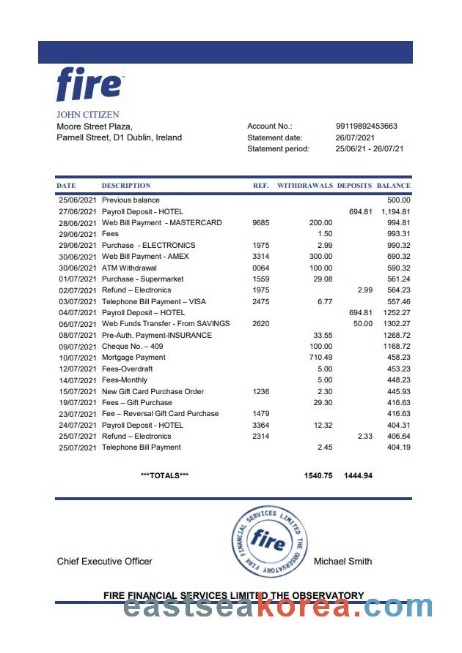 fire
JOHN CITIZEN
Moore Street Plaza,
Parnell Street, D1 Dublin, Ireland
Account No.: 99119892453663
Statement date: 26/07/2021
Statement period: 25/06/21 - 26/07/21
DATE DESCRIPTION REF. WITHDRAWALS DEPOSITS BALANCE
25/06/2021 Previous balance 500.00
27/06/2021 Payroll Deposit - HOTEL 694.81 1,194.81
28/06/2021 Web Bill Payment - MASTERCARD 9685 200.00 994.81
29/06/2021 Fees 1.50 993.31
29/06/2021 Purchase - ELECTRONICS 1975 2.99 990.32
30/06/2021 Web Bill Payment - AMEX 3314 300.00 690.32
30/06/2021 ATM Withdrawal 0064 100.00 590.32
01/07/2021 Purchase - Supermarket 1559 29.08 561.24
02/07/2021 Refund – Electronics 1975 2.99 564.23
03/07/2021 Telephone Bill Payment – VISA 2475 6.77 557.46
04/07/2021 Payroll Deposit – HOTEL 694.81 1252.27
06/07/2021 Web Funds Transfer - From SAVINGS 2620 50.00 1302.27
08/07/2021 Pre-Auth. Payment-INSURANCE 33.55 1268.72
09/07/2021 Cheque No. – 409 100.00 1168.72
10/07/2021 Mortgage Payment 710.49 458.23
12/07/2021 Fees-Overdraft 5.00 453.23
14/07/2021 Fees-Monthly 5.00 448.23
15/07/2021 New Gift Card Purchase Order 1236 2.30 445.93
19/07/2021 Fees – Gift Purchase 29.30 416.63
23/07/2021 Fee – Reversal Gift Card Purchase 1479 416.63
24/07/2021 Payroll Deposit - HOTEL 3364 12.32 404.31
25/07/2021 Refund – Electronics 2314 2.33 406.64
25/07/2021 Telephone Bill Payment 2.45 404.19
***TOTALS*** 1540.75 1444.94
FIRE FINANCIAL SERVICES LIMITED THE OBSERVATORY
fire
Chief Executive Officer Michael Smith
FIRE FINANCIAL SERVICES LIMITED THE OBSERVATORY
eastseakorea.com